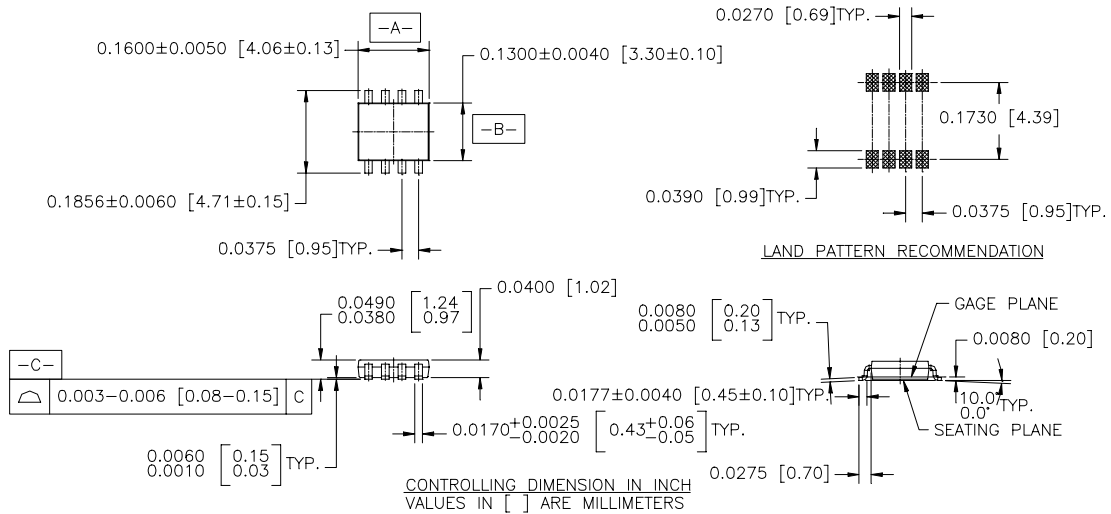 -A-
0.1600±0.0050 [4.06±0.13]
0.1300±0.0040 [3.30±0.10]
-B-
0.1856±0.0060 [4.71±0.15]
0.0375 [0.95]TYP.
0.0270 [0.69]TYP.
0.1730 [4.39]
0.0390 [0.99]TYP.
0.0375 [0.95]TYP.
LAND PATTERN RECOMMENDATION
0.0490 [1.24
0.0380 0.97]
0.0400 [1.02]
-C-
⌓ 0.003-0.006 [0.08-0.15] C
0.0060 [0.15
0.0010 0.03] TYP.
0.0170+0.0025 -0.0020 [0.43+0.06 -0.05] TYP.
0.0080 [0.20
0.0050 0.13] TYP.
GAGE PLANE
0.0080 [0.20]
0.0177±0.0040 [0.45±0.10]TYP.
10.0°
0.0° TYP.
SEATING PLANE
0.0275 [0.70]
CONTROLLING DIMENSION IN INCH
VALUES IN [ ] ARE MILLIMETERS